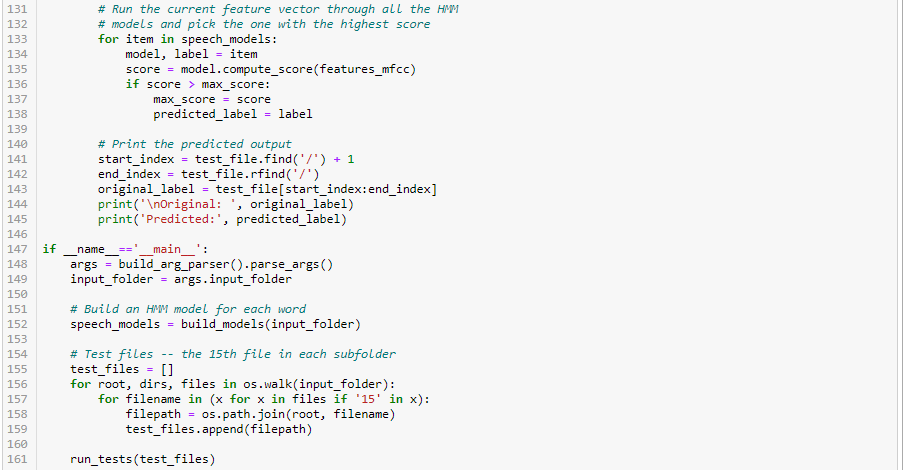 131         # Run the current feature vector through all the HMM
132         # models and pick the one with the highest score
133         for item in speech_models:
134             model, label = item
135             score = model.compute_score(features_mfcc)
136             if score > max_score:
137                 max_score = score
138                 predicted_label = label
139
140         # Print the predicted output
141         start_index = test_file.find('/') + 1
142         end_index = test_file.rfind('/')
143         original_label = test_file[start_index:end_index]
144         print('\nOriginal: ', original_label)
145         print('Predicted:', predicted_label)
146
147 if __name__=='__main__':
148     args = build_arg_parser().parse_args()
149     input_folder = args.input_folder
150
151     # Build an HMM model for each word
152     speech_models = build_models(input_folder)
153
154     # Test files -- the 15th file in each subfolder
155     test_files = []
156     for root, dirs, files in os.walk(input_folder):
157         for filename in (x for x in files if '15' in x):
158             filepath = os.path.join(root, filename)
159             test_files.append(filepath)
160
161     run_tests(test_files)